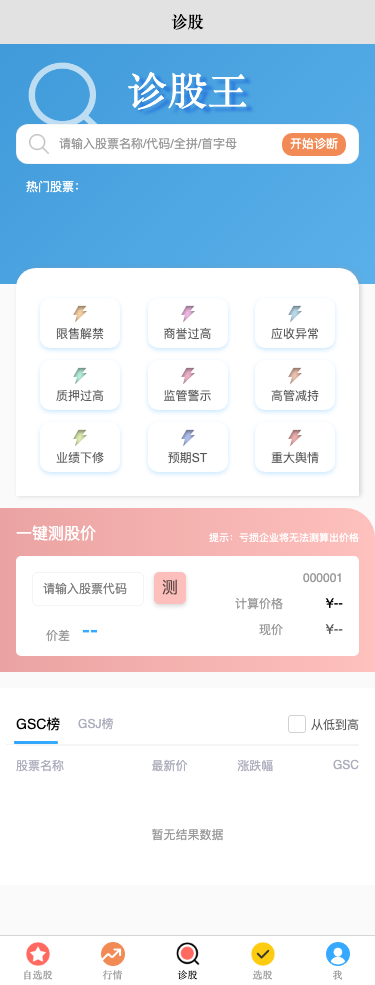 诊股
诊股王
请输入股票名称/代码/全拼/首字母
开始诊断
热门股票：
限售解禁 商誉过高 应收异常
质押过高 监管警示 高管减持
业绩下修 预期ST 重大舆情
一键测股价
提示：亏损企业将无法测算出价格
请输入股票代码 测 000001
计算价格 ¥--
价差 -- 现价 ¥--
GSC榜 GSJ榜 从低到高
股票名称 最新价 涨跌幅 GSC
暂无结果数据
自选股 行情 诊股 选股 我